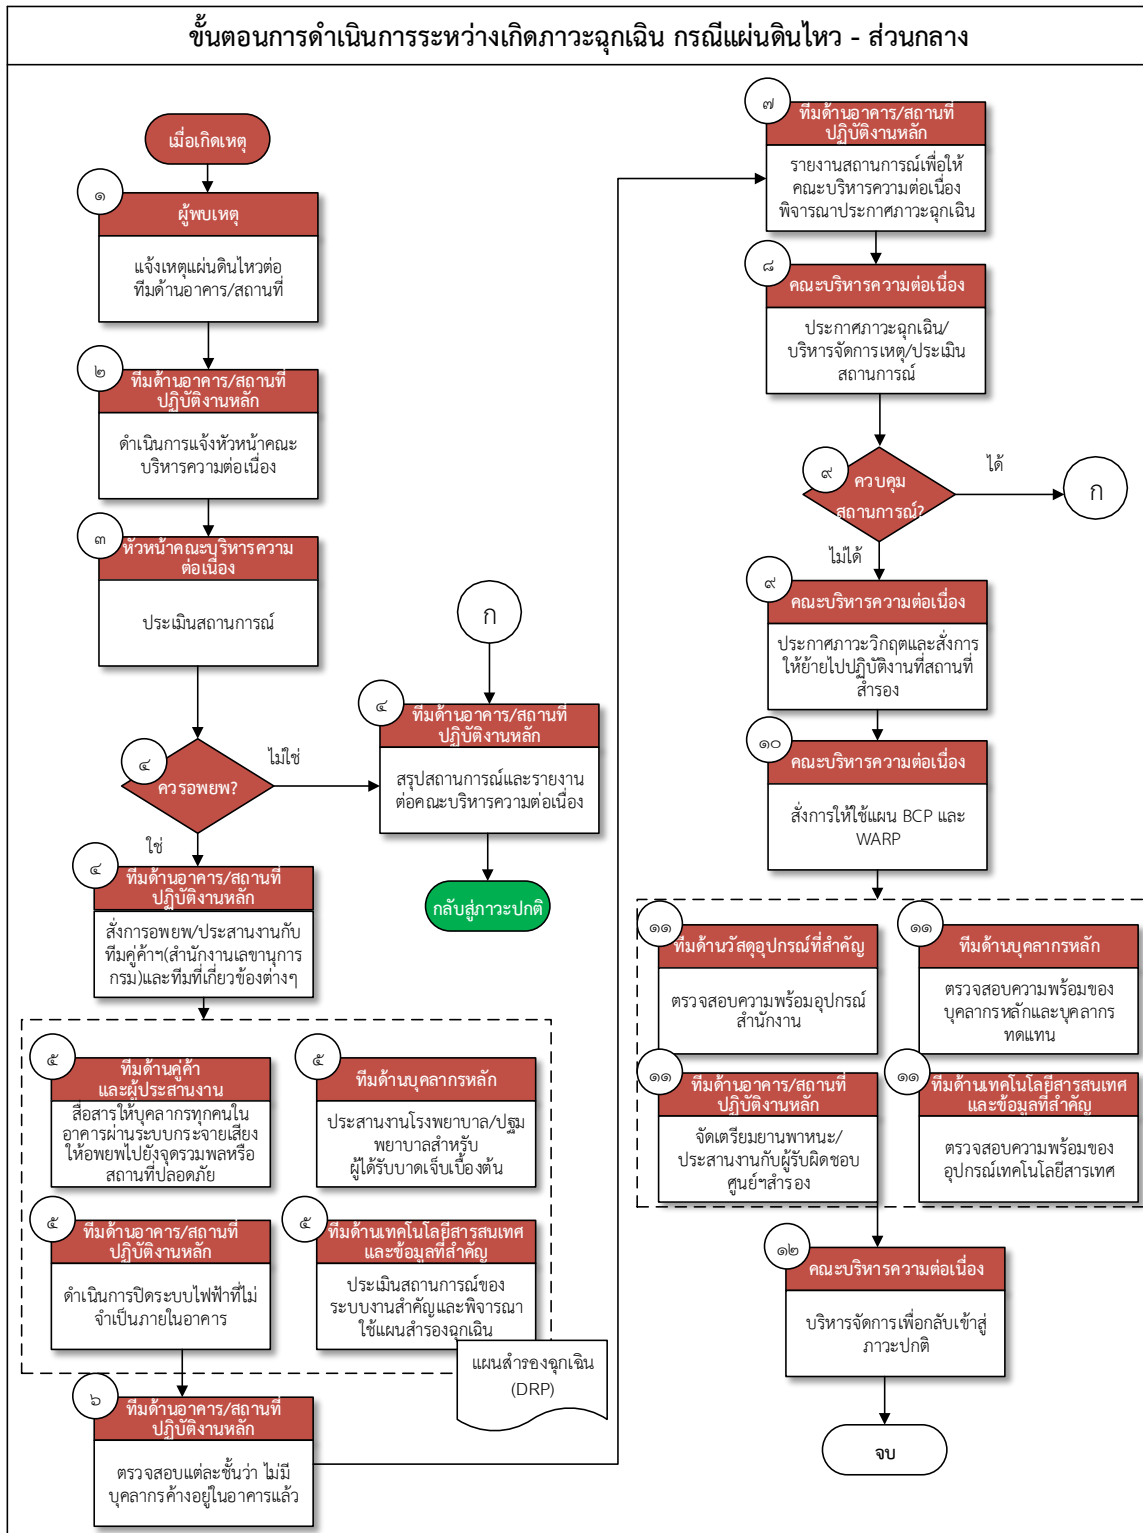 ขั้นตอนการดำเนินการระหว่างเกิดภาวะฉุกเฉิน กรณีแผ่นดินไหว - ส่วนกลาง
เมื่อเกิดเหตุ
๑
ผู้พบเหตุ
แจ้งเหตุแผ่นดินไหวต่อ
ทีมด้านอาคาร/สถานที่
๒
ทีมด้านอาคาร/สถานที่
ปฏิบัติงานหลัก
ดำเนินการแจ้งหัวหน้าคณะ
บริหารความต่อเนื่อง
๓
หัวหน้าคณะบริหารความ
ต่อเนื่อง
ประเมินสถานการณ์
๔
ควรอพยพ?
ไม่ใช่
ใช่
ก
๔
ทีมด้านอาคาร/สถานที่
ปฏิบัติงานหลัก
สรุปสถานการณ์และรายงาน
ต่อคณะบริหารความต่อเนื่อง
กลับสู่ภาวะปกติ
๔
ทีมด้านอาคาร/สถานที่
ปฏิบัติงานหลัก
สั่งการอพยพ/ประสานงานกับ
ทีมคู่ค้าฯ(สำนักงานเลขานุการ
กรม)และทีมที่เกี่ยวข้องต่างๆ
๕
ทีมด้านคู่ค้า
และผู้ประสานงาน
สื่อสารให้บุคลากรทุกคนใน
อาคารผ่านระบบกระจายเสียง
ให้อพยพไปยังจุดรวมพลหรือ
สถานที่ปลอดภัย
๕
ทีมด้านบุคลากรหลัก
ประสานงานโรงพยาบาล/ปฐม
พยาบาลสำหรับ
ผู้ได้รับบาดเจ็บเบื้องต้น
๕
ทีมด้านอาคาร/สถานที่
ปฏิบัติงานหลัก
ดำเนินการปิดระบบไฟฟ้าที่ไม่
จำเป็นภายในอาคาร
๕
ทีมด้านเทคโนโลยีสารสนเทศ
และข้อมูลที่สำคัญ
ประเมินสถานการณ์ของ
ระบบงานสำคัญและพิจารณา
ใช้แผนสำรองฉุกเฉิน
แผนสำรองฉุกเฉิน
(DRP)
๖
ทีมด้านอาคาร/สถานที่
ปฏิบัติงานหลัก
ตรวจสอบแต่ละชั้นว่า ไม่มี
บุคลากรค้างอยู่ในอาคารแล้ว
๗
ทีมด้านอาคาร/สถานที่
ปฏิบัติงานหลัก
รายงานสถานการณ์เพื่อให้
คณะบริหารความต่อเนื่อง
พิจารณาประกาศภาวะฉุกเฉิน
๘
คณะบริหารความต่อเนื่อง
ประกาศภาวะฉุกเฉิน/
บริหารจัดการเหตุ/ประเมิน
สถานการณ์
๙
ควบคุม
สถานการณ์?
ได้
ก
ไม่ได้
๙
คณะบริหารความต่อเนื่อง
ประกาศภาวะวิกฤตและสั่งการ
ให้ย้ายไปปฏิบัติงานที่สถานที่
สำรอง
๑๐
คณะบริหารความต่อเนื่อง
สั่งการให้ใช้แผน BCP และ
WARP
๑๑
ทีมด้านวัสดุอุปกรณ์ที่สำคัญ
ตรวจสอบความพร้อมอุปกรณ์
สำนักงาน
๑๑
ทีมด้านบุคลากรหลัก
ตรวจสอบความพร้อมของ
บุคลากรหลักและบุคลากร
ทดแทน
๑๑
ทีมด้านอาคาร/สถานที่
ปฏิบัติงานหลัก
จัดเตรียมยานพาหนะ/
ประสานงานกับผู้รับผิดชอบ
ศูนย์ฯสำรอง
๑๑
ทีมด้านเทคโนโลยีสารสนเทศ
และข้อมูลที่สำคัญ
ตรวจสอบความพร้อมของ
อุปกรณ์เทคโนโลยีสารเทศ
๑๒
คณะบริหารความต่อเนื่อง
บริหารจัดการเพื่อกลับเข้าสู่
ภาวะปกติ
จบ